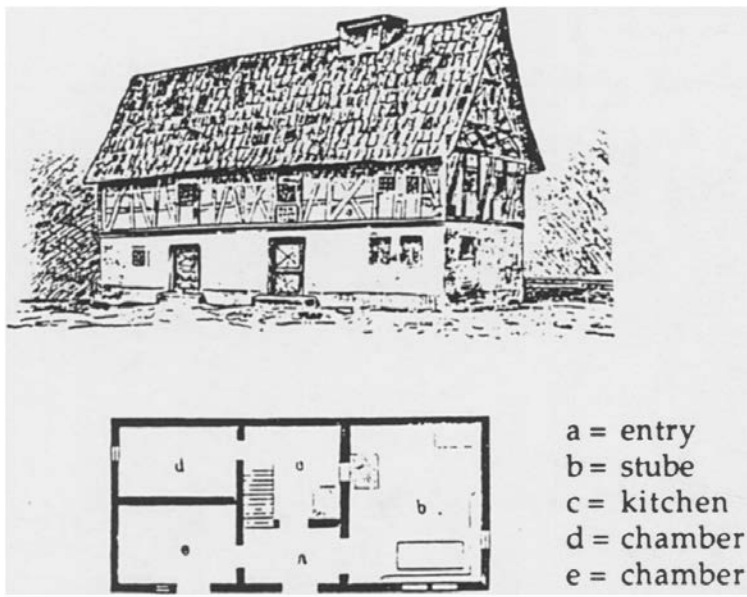 d
c
b
e
a
a = entry
b = stube
c = kitchen
d = chamber
e = chamber